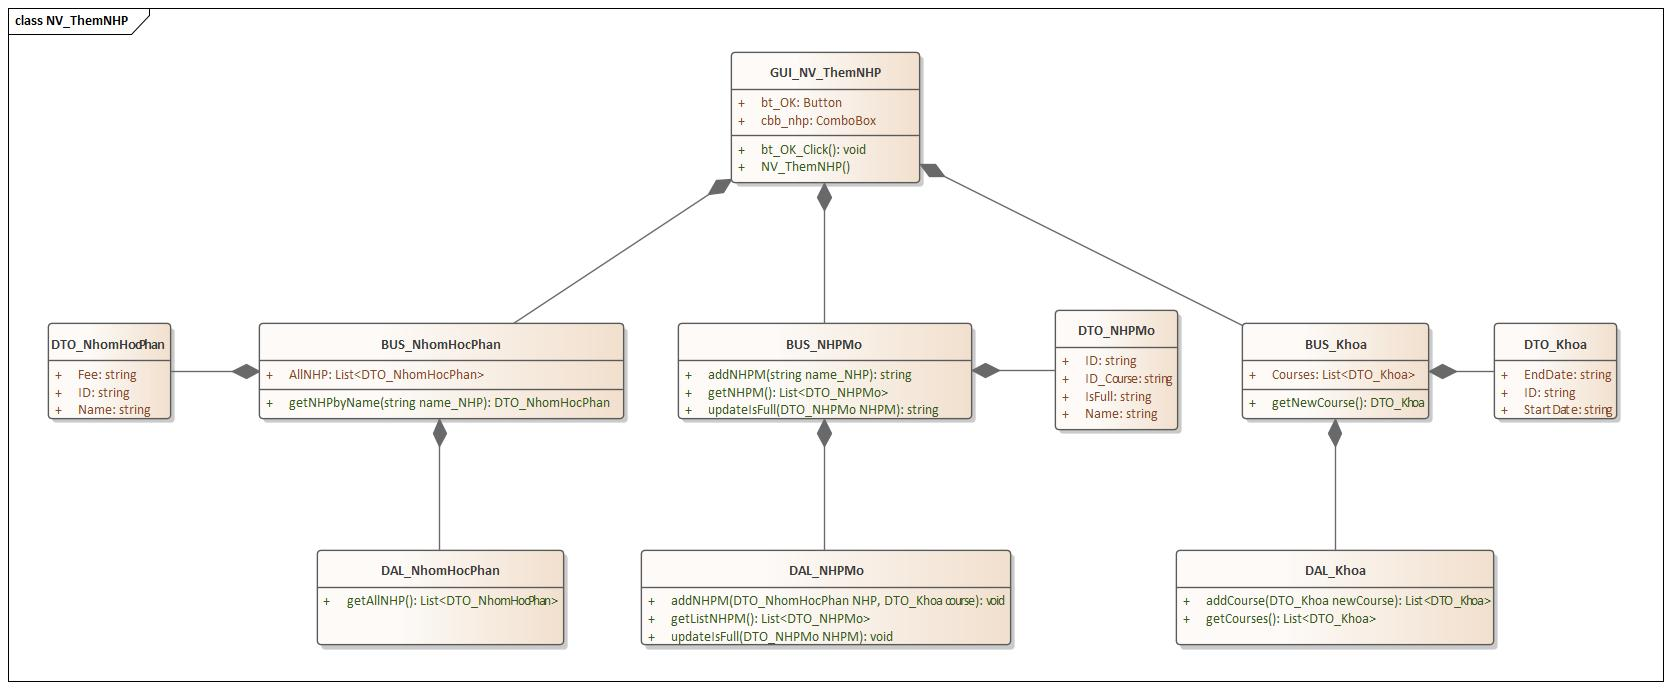 class NV_ThemNHP
GUI_NV_ThemNHP
+ bt_OK: Button
+ cbb_nhp: ComboBox
+ bt_OK_Click(): void
+ NV_ThemNHP()
DTO_NhomHocPhan
+ Fee: string
+ ID: string
+ Name: string
BUS_NhomHocPhan
+ AllNHP: List<DTO_NhomHocPhan>
+ getNHPbyName(string name_NHP): DTO_NhomHocPhan
BUS_NHPMo
+ addNHPM(string name_NHP): string
+ getNHPM(): List<DTO_NHPMo>
+ updateIsFull(DTO_NHPMo NHPM): string
DTO_NHPMo
+ ID: string
+ ID_Course: string
+ IsFull: string
+ Name: string
BUS_Khoa
+ Courses: List<DTO_Khoa>
+ getNewCourse(): DTO_Khoa
DTO_Khoa
+ EndDate: string
+ ID: string
+ StartDate: string
DAL_NhomHocPhan
+ getAllNHP(): List<DTO_NhomHocPhan>
DAL_NHPMo
+ addNHPM(DTO_NhomHocPhan NHP, DTO_Khoa course): void
+ getListNHPM(): List<DTO_NHPMo>
+ updateIsFull(DTO_NHPMo NHPM): void
DAL_Khoa
+ addCourse(DTO_Khoa newCourse): List<DTO_Khoa>
+ getCourses(): List<DTO_Khoa>